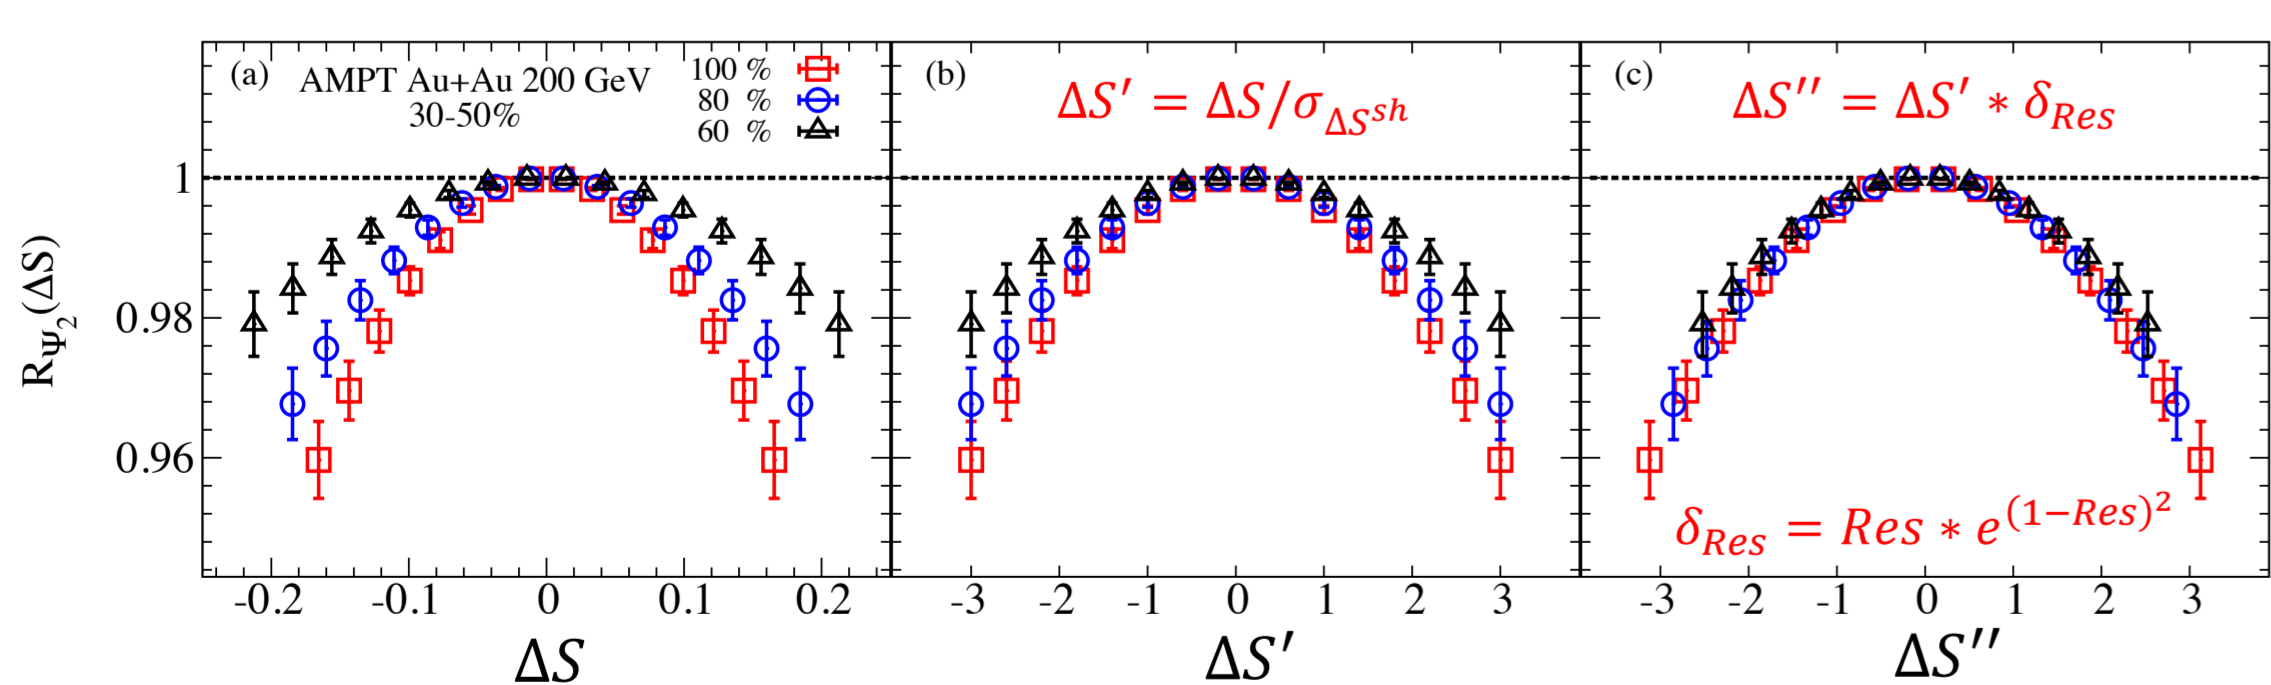 (a) AMPT Au+Au 200 GeV
30-50%
100 %
80 %
60 %
(b) ΔS′ = ΔS/σ_{ΔS^{sh}}
(c) ΔS″ = ΔS′ * δ_{Res}
δ_{Res} = Res * e^{(1−Res)^2}
R_{Ψ_2}(ΔS)
1
0.98
0.96
-0.2 -0.1 0 0.1 0.2
-3 -2 -1 0 1 2 3
-3 -2 -1 0 1 2 3
ΔS
ΔS′
ΔS″